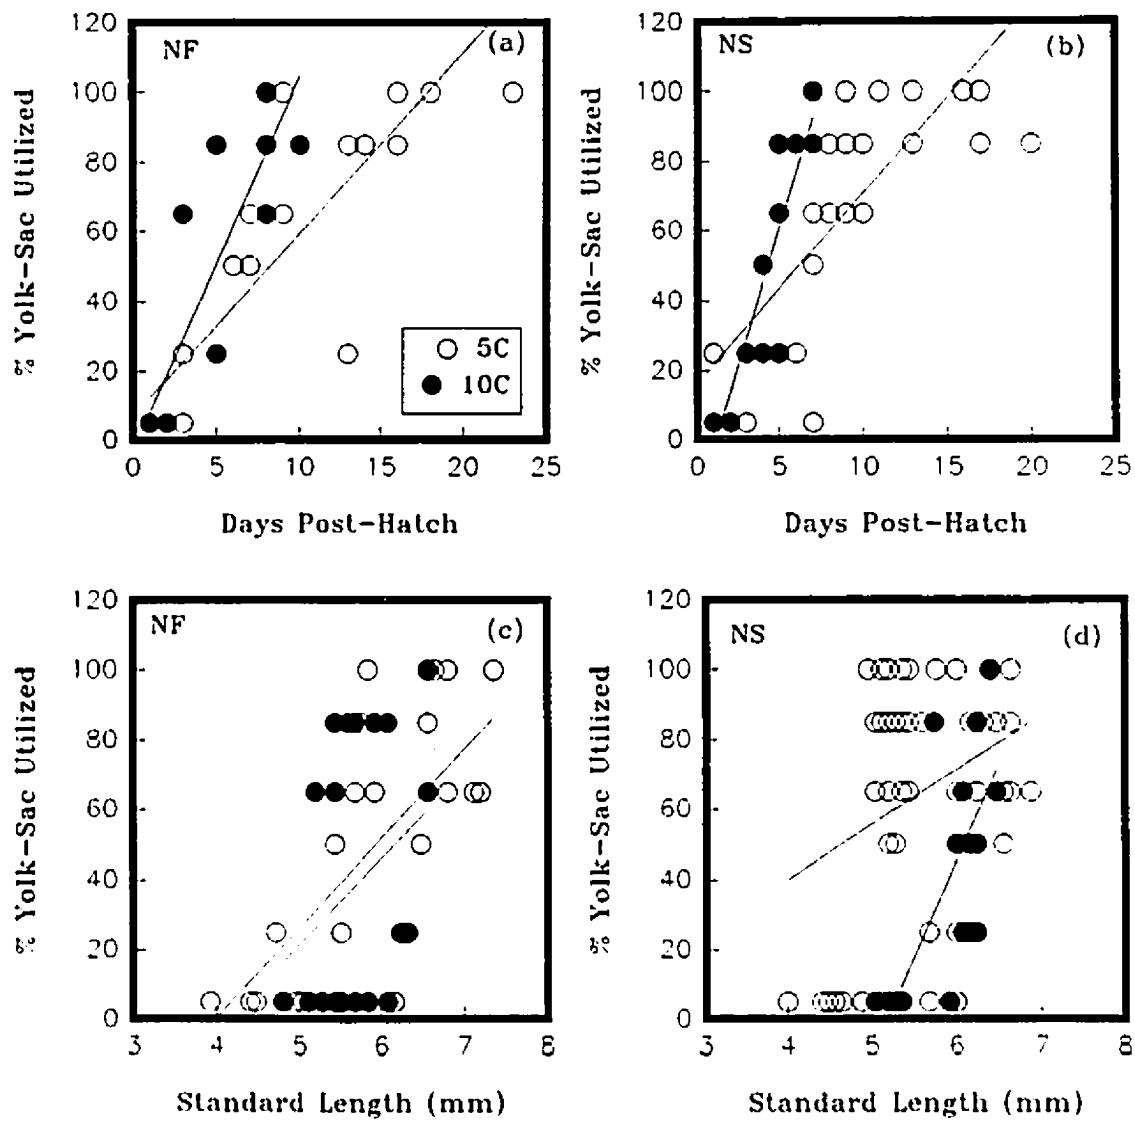 120
100
80
60
40
20
0
% Yolk-Sac Utilized
NF
(a)
5C
10C
0 5 10 15 20 25
Days Post-Hatch
120
100
80
60
40
20
0
% Yolk-Sac Utilized
NS
(b)
0 5 10 15 20 25
Days Post-Hatch
120
100
80
60
40
20
0
% Yolk-Sac Utilized
NF
(c)
3 4 5 6 7 8
Standard Length (mm)
120
100
80
60
40
20
0
% Yolk-Sac Utilized
NS
(d)
3 4 5 6 7 8
Standard Length (mm)